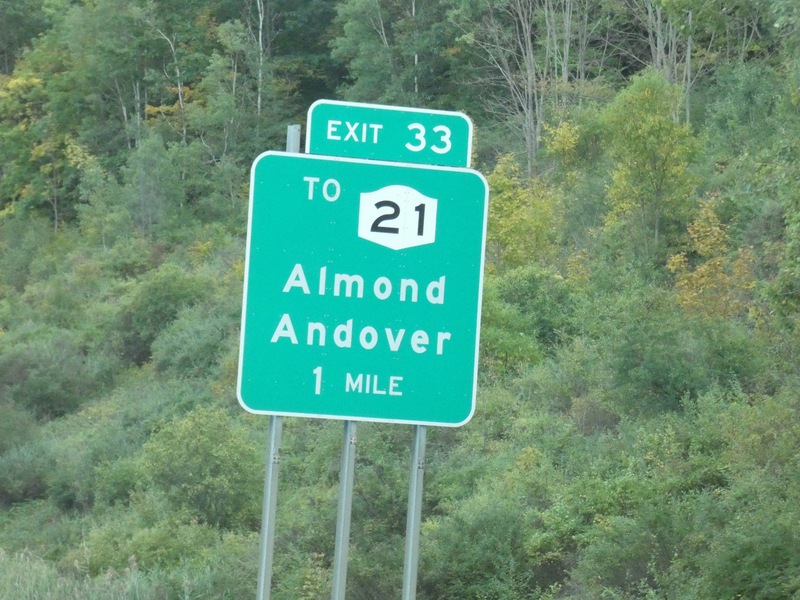 EXIT 33
TO 21
Almond
Andover
1 MILE